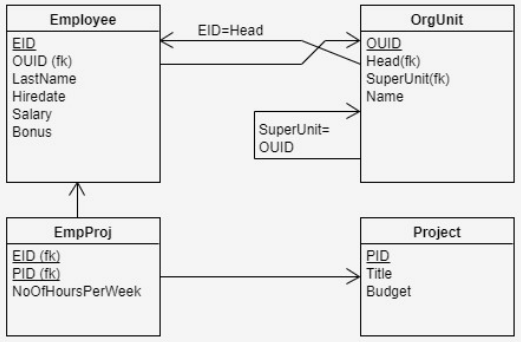 Employee
EID
OUID (fk)
LastName
Hiredate
Salary
Bonus
EID=Head
OrgUnit
OUID
Head(fk)
SuperUnit(fk)
Name
SuperUnit=
OUID
EmpProj
EID (fk)
PID (fk)
NoOfHoursPerWeek
Project
PID
Title
Budget